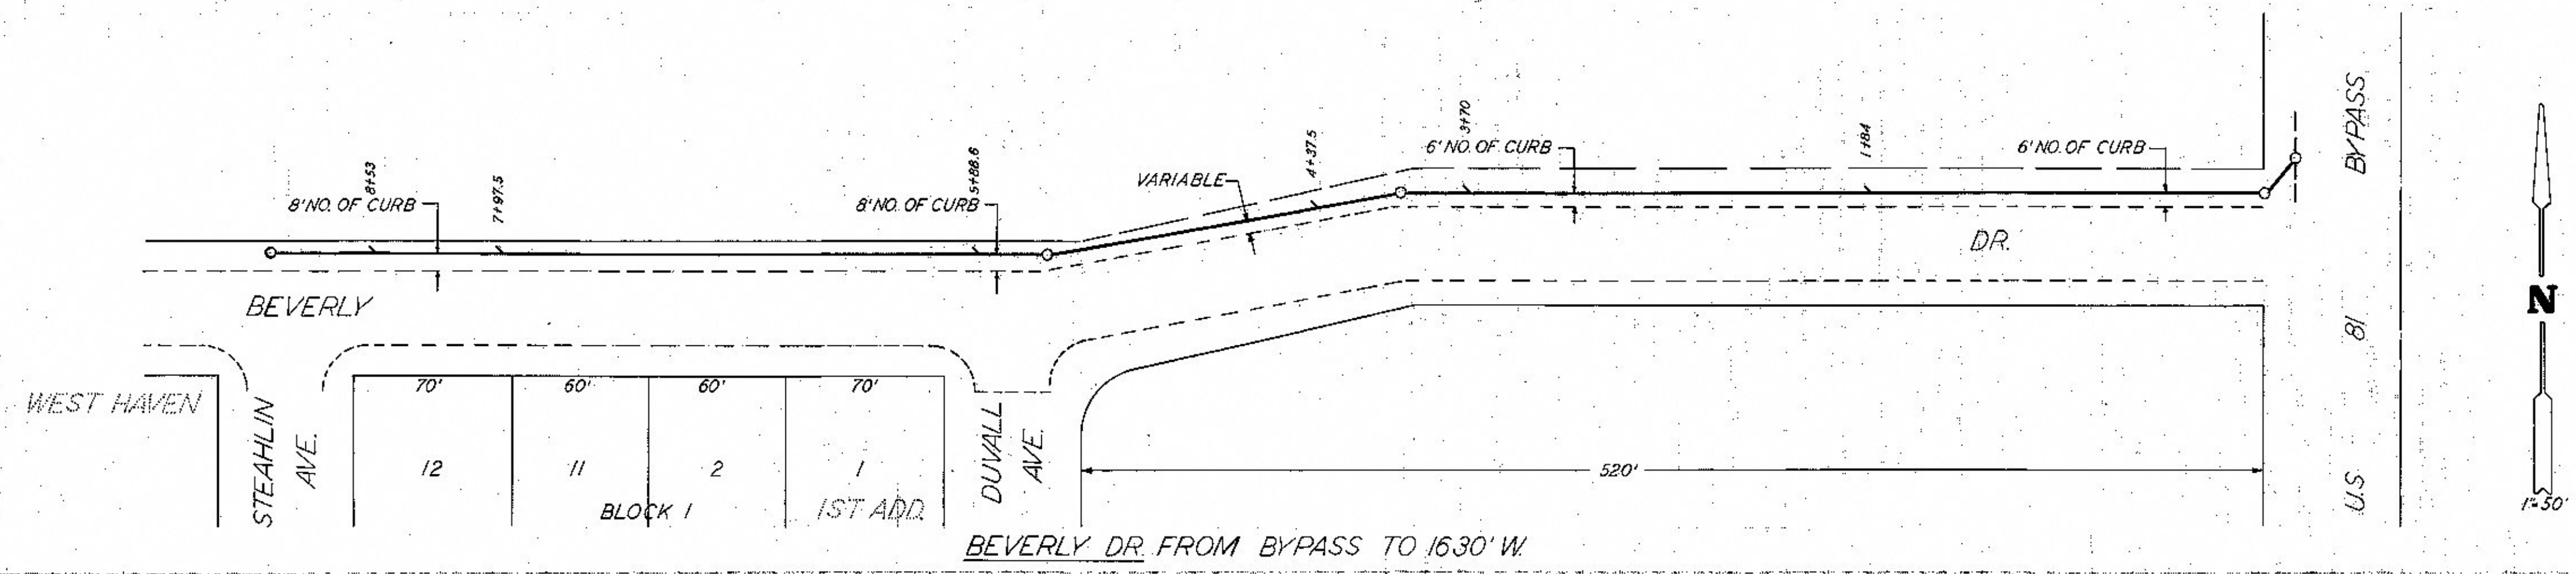 8+53
7+97.5
8' NO. OF CURB
5+88.6
8' NO. OF CURB
VARIABLE
4+37.5
3+70
6' NO. OF CURB
1+84
6' NO. OF CURB
BYPASS
U.S 81
DR.
BEVERLY
N
1"=50'
WEST HAVEN
STEAHLIN
AVE.
70'
60'
60'
70'
12
11
2
1
BLOCK 1
1ST ADD.
DUVALL
AVE.
520'
BEVERLY DR. FROM BYPASS TO 1630' W.